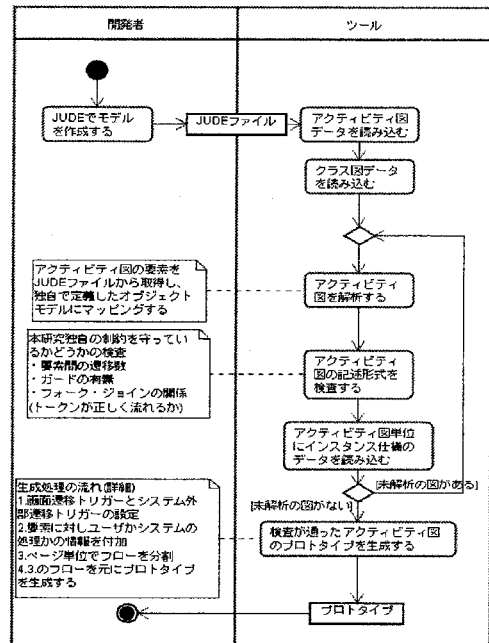 開発者
ツール
JUDEでモデル
を作成する
JUDEファイル
アクティビティ図
データを読み込む
クラス図データ
を読み込む
アクティビティ図の要素を
JUDEファイルから取得し、
独自で定義したオブジェクト
モデルにマッピングする
アクティビティ
図を解析する
本研究独自の制約を守ってい
るかどうかの検査
・要素間の遷移数
・ガードの有無
・フォーク・ジョインの関係
(トークンが正しく流れるか)
アクティビティ
図の記述形式を
検査する
アクティビティ図単位
にインスタンス仕様の
データを読み込む
[未解析の図がある]
[未解析の図がない]
生成処理の流れ(詳細)
1.画面遷移トリガーとシステム外
部遷移トリガーの設定
2.要素に対しユーザかシステムの
処理かの情報を付加
3.ページ単位でフローを分割
4.3.のフローを元にプロトタイプ
を生成する
検査が通ったアクティビティ図
のプロトタイプを生成する
プロトタイプ